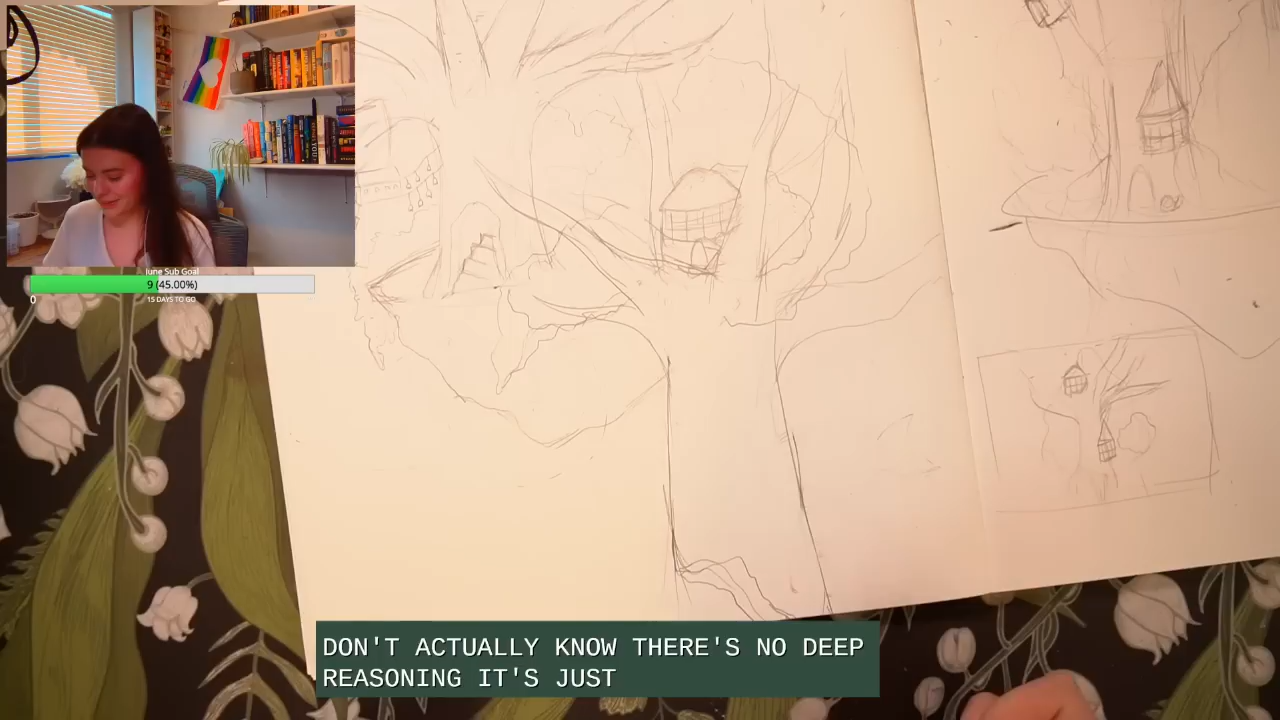 June Sub Goal
9 (45.00%)
0
15 DAYS TO GO
DON'T ACTUALLY KNOW THERE'S NO DEEP
REASONING IT'S JUST